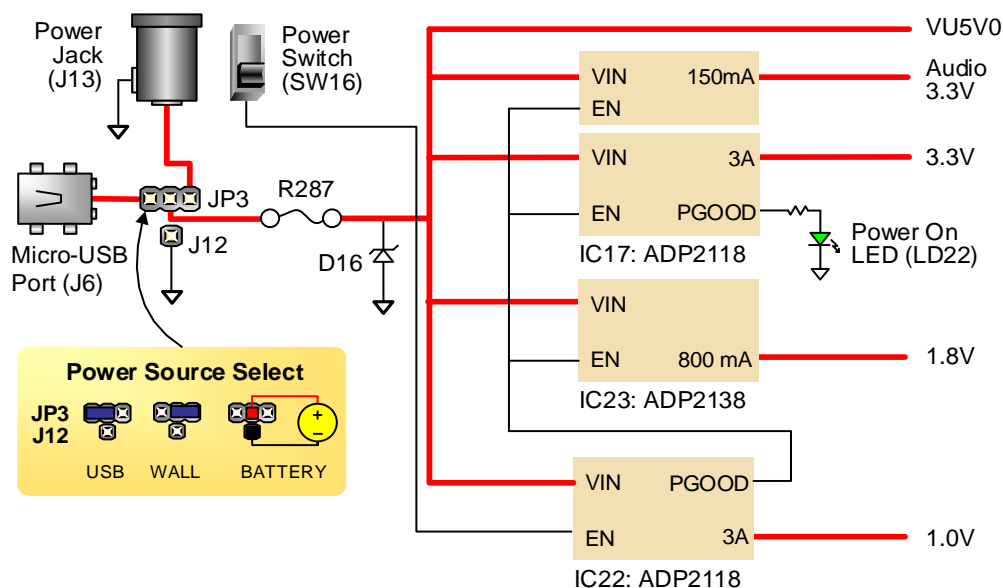 Power
Jack
(J13)
Power
Switch
(SW16)
Micro-USB
Port (J6)
JP3
J12
R287
D16
VU5V0
VIN
150mA
EN
Audio
3.3V
VIN
3A
3.3V
EN
PGOOD
IC17: ADP2118
Power On
LED (LD22)
VIN
EN
800 mA
1.8V
IC23: ADP2138
VIN
PGOOD
EN
3A
1.0V
IC22: ADP2118
Power Source Select
JP3
J12
+
–
USB
WALL
BATTERY